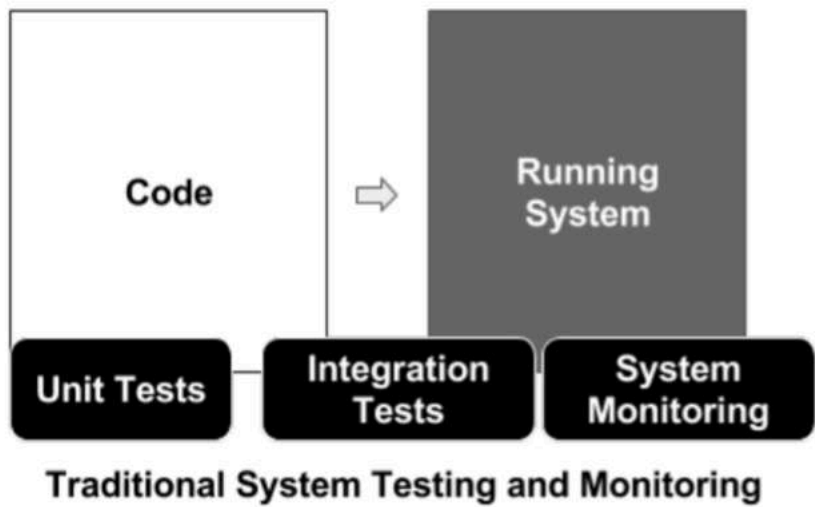 Code
Running
System
Unit Tests
Integration
Tests
System
Monitoring
Traditional System Testing and Monitoring